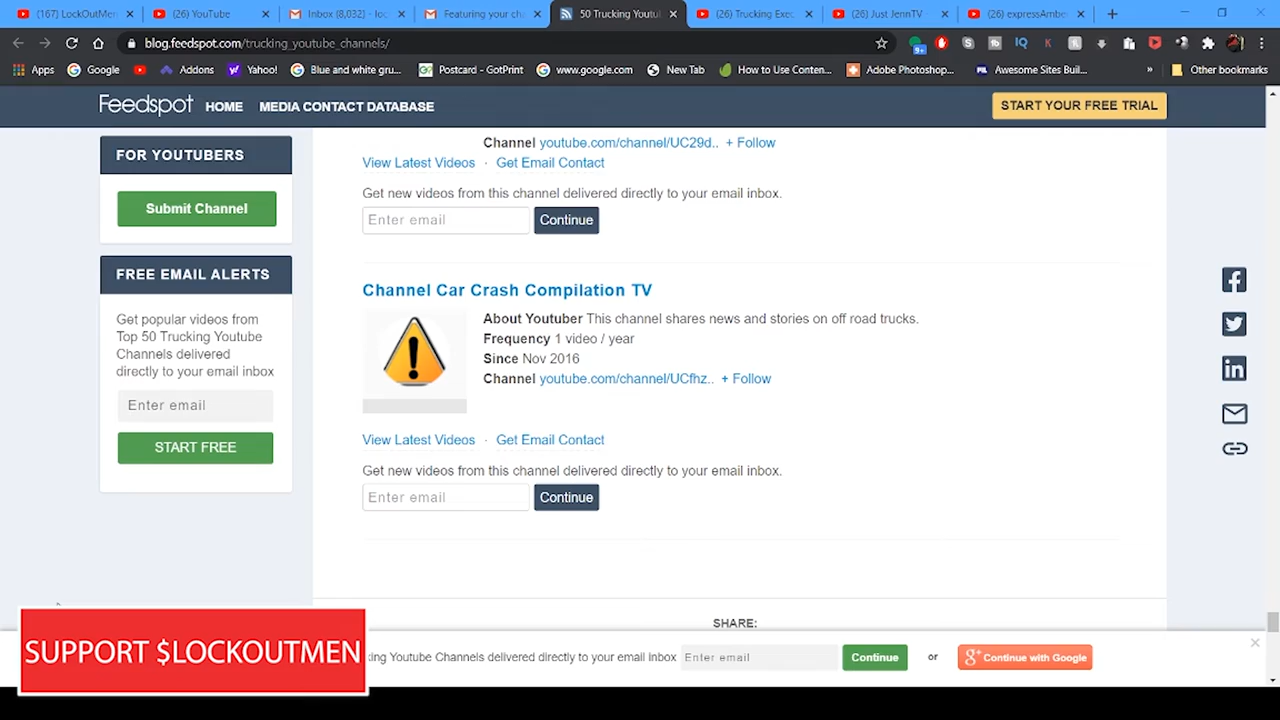 (167) LockOutMen
(26) YouTube
Inbox (8,032) - loc
Featuring your cha
50 Trucking Youtub
(26) Trucking Exec
(26) Just JennTV
(26) expressAmber
blog.feedspot.com/trucking_youtube_channels/
9+
IQ
K
Apps
Google
Addons
Yahoo!
Blue and white gru...
Postcard - GotPrint
www.google.com
New Tab
How to Use Conten...
Adobe Photoshop,...
Awesome Sites Buil...
»
Other bookmarks
Feedspot HOME MEDIA CONTACT DATABASE
START YOUR FREE TRIAL
FOR YOUTUBERS
Submit Channel
FREE EMAIL ALERTS
Get popular videos from
Top 50 Trucking Youtube
Channels delivered
directly to your email inbox
Enter email
START FREE
Channel youtube.com/channel/UC29d.. + Follow
View Latest Videos · Get Email Contact
Get new videos from this channel delivered directly to your email inbox.
Enter email Continue
Channel Car Crash Compilation TV
About Youtuber This channel shares news and stories on off road trucks.
Frequency 1 video / year
Since Nov 2016
Channel youtube.com/channel/UCfhz.. + Follow
View Latest Videos · Get Email Contact
Get new videos from this channel delivered directly to your email inbox.
Enter email Continue
SHARE:
SUPPORT $LOCKOUTMEN
king Youtube Channels delivered directly to your email inbox Enter email Continue or Continue with Google